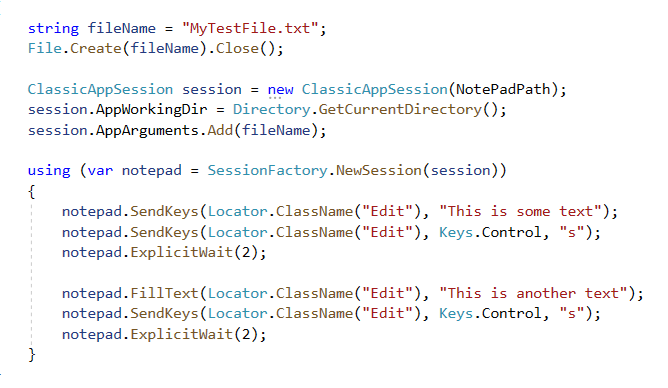 string fileName = "MyTestFile.txt";
File.Create(fileName).Close();
ClassicAppSession session = new ClassicAppSession(NotePadPath);
session.AppWorkingDir = Directory.GetCurrentDirectory();
session.AppArguments.Add(fileName);
using (var notepad = SessionFactory.NewSession(session))
{
notepad.SendKeys(Locator.ClassName("Edit"), "This is some text");
notepad.SendKeys(Locator.ClassName("Edit"), Keys.Control, "s");
notepad.ExplicitWait(2);
notepad.FillText(Locator.ClassName("Edit"), "This is another text");
notepad.SendKeys(Locator.ClassName("Edit"), Keys.Control, "s");
notepad.ExplicitWait(2);
}